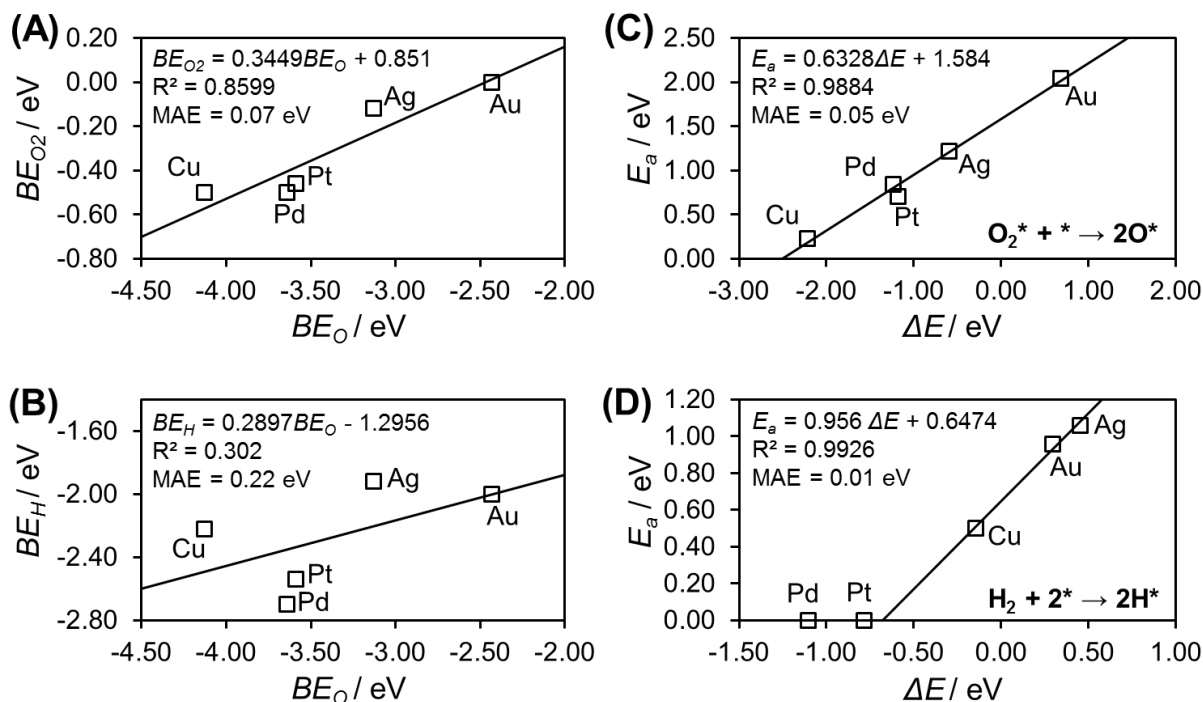 (A)
BE_O2 / eV
0.20
0.00
-0.20
-0.40
-0.60
-0.80
BE_O2 = 0.3449BE_O + 0.851
R² = 0.8599
MAE = 0.07 eV
Cu
Pd
Pt
Ag
Au
-4.50 -4.00 -3.50 -3.00 -2.50 -2.00
BE_O / eV
(C)
E_a / eV
2.50
2.00
1.50
1.00
0.50
0.00
E_a = 0.6328ΔE + 1.584
R² = 0.9884
MAE = 0.05 eV
Cu
Pd
Pt
Ag
Au
O₂* + * → 2O*
-3.00 -2.00 -1.00 0.00 1.00 2.00
ΔE / eV
(B)
BE_H / eV
-1.60
-2.00
-2.40
-2.80
BE_H = 0.2897BE_O - 1.2956
R² = 0.302
MAE = 0.22 eV
Cu
Pt
Pd
Ag
Au
-4.50 -4.00 -3.50 -3.00 -2.50 -2.00
BE_O / eV
(D)
E_a / eV
1.20
1.00
0.80
0.60
0.40
0.20
0.00
E_a = 0.956 ΔE + 0.6474
R² = 0.9926
MAE = 0.01 eV
Pd
Pt
Cu
Au
Ag
H₂ + 2* → 2H*
-1.50 -1.00 -0.50 0.00 0.50 1.00
ΔE / eV